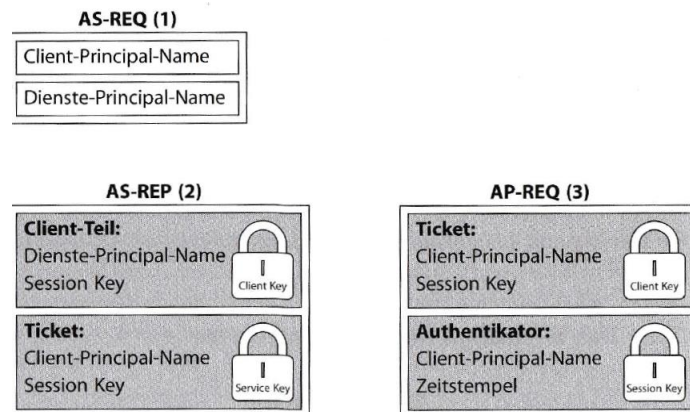 AS-REQ (1)
Client-Principal-Name
Dienste-Principal-Name
AS-REP (2)
Client-Teil:
Dienste-Principal-Name
Session Key
Client Key
Ticket:
Client-Principal-Name
Session Key
Service Key
AP-REQ (3)
Ticket:
Client-Principal-Name
Session Key
Client Key
Authentikator:
Client-Principal-Name
Zeitstempel
Session Key